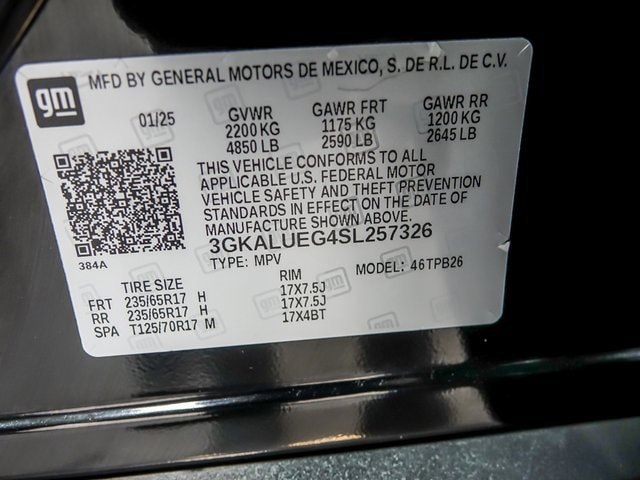 gm
MFD BY GENERAL MOTORS DE MEXICO, S. DE R.L. DE C.V.
01/25 GVWR GAWR FRT GAWR RR
2200 KG 1175 KG 1200 KG
4850 LB 2590 LB 2645 LB
THIS VEHICLE CONFORMS TO ALL
APPLICABLE U.S. FEDERAL MOTOR
VEHICLE SAFETY AND THEFT PREVENTION
STANDARDS IN EFFECT ON THE DATE OF
MANUFACTURE SHOWN ABOVE.
3GKALUEG4SL257326
384A TYPE: MPV MODEL: 46TPB26
TIRE SIZE RIM
FRT 235/65R17 H 17X7.5J
RR 235/65R17 H 17X7.5J
SPA T125/70R17 M 17X4BT